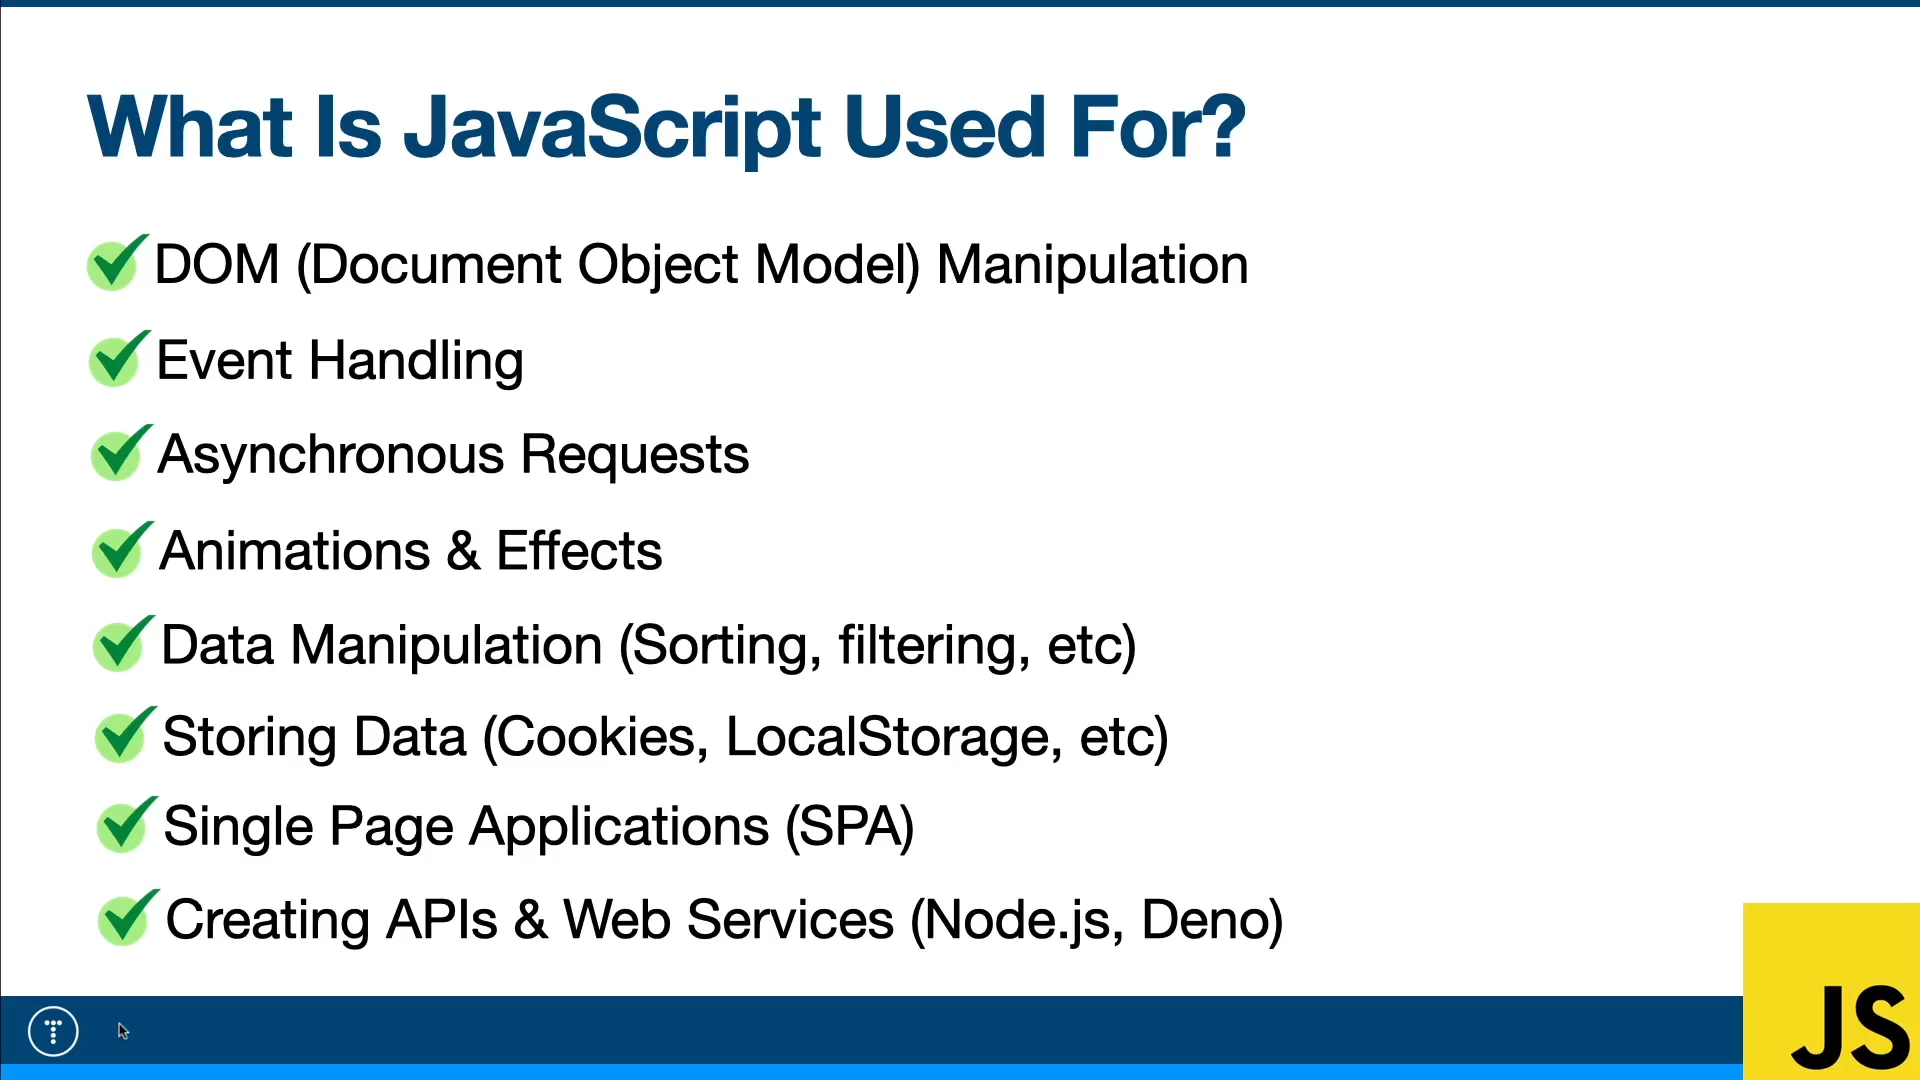 What Is JavaScript Used For?
DOM (Document Object Model) Manipulation
Event Handling
Asynchronous Requests
Animations & Effects
Data Manipulation (Sorting, filtering, etc)
Storing Data (Cookies, LocalStorage, etc)
Single Page Applications (SPA)
Creating APIs & Web Services (Node.js, Deno)
T
JS